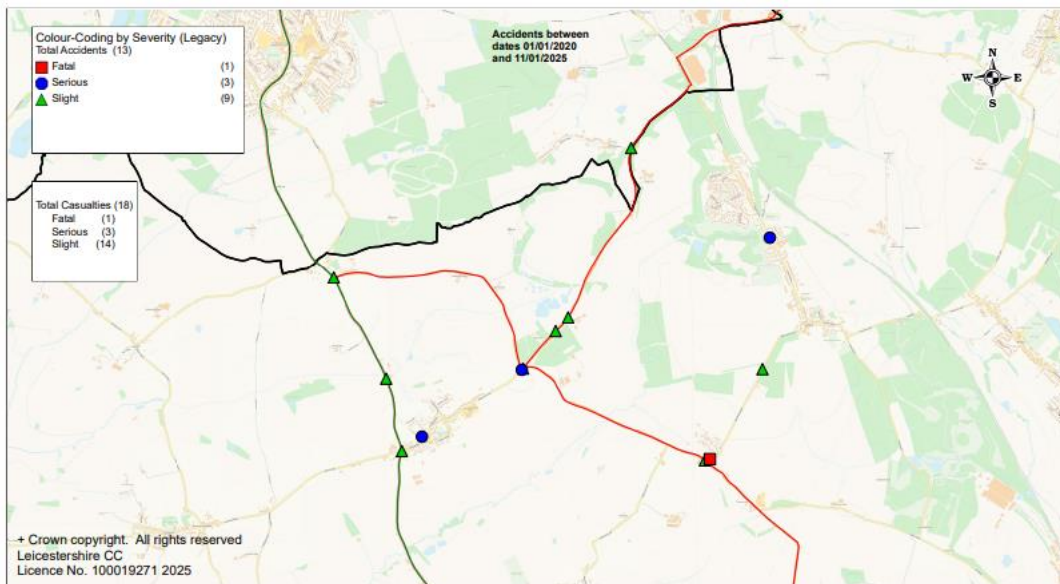 Colour-Coding by Severity (Legacy)
Total Accidents (13)
Fatal (1)
Serious (3)
Slight (9)
Accidents between
dates 01/01/2020
and 11/01/2025
N
W E
S
Total Casualties (18)
Fatal (1)
Serious (3)
Slight (14)
+ Crown copyright. All rights reserved
Leicestershire CC
Licence No. 100019271 2025